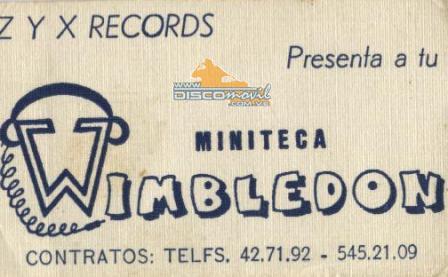 Z Y X RECORDS
Presenta a tu
WWW.
DISCOmovil
.COM.VE
MINITECA
WIMBLEDON
CONTRATOS: TELFS. 42.71.92 - 545.21.09